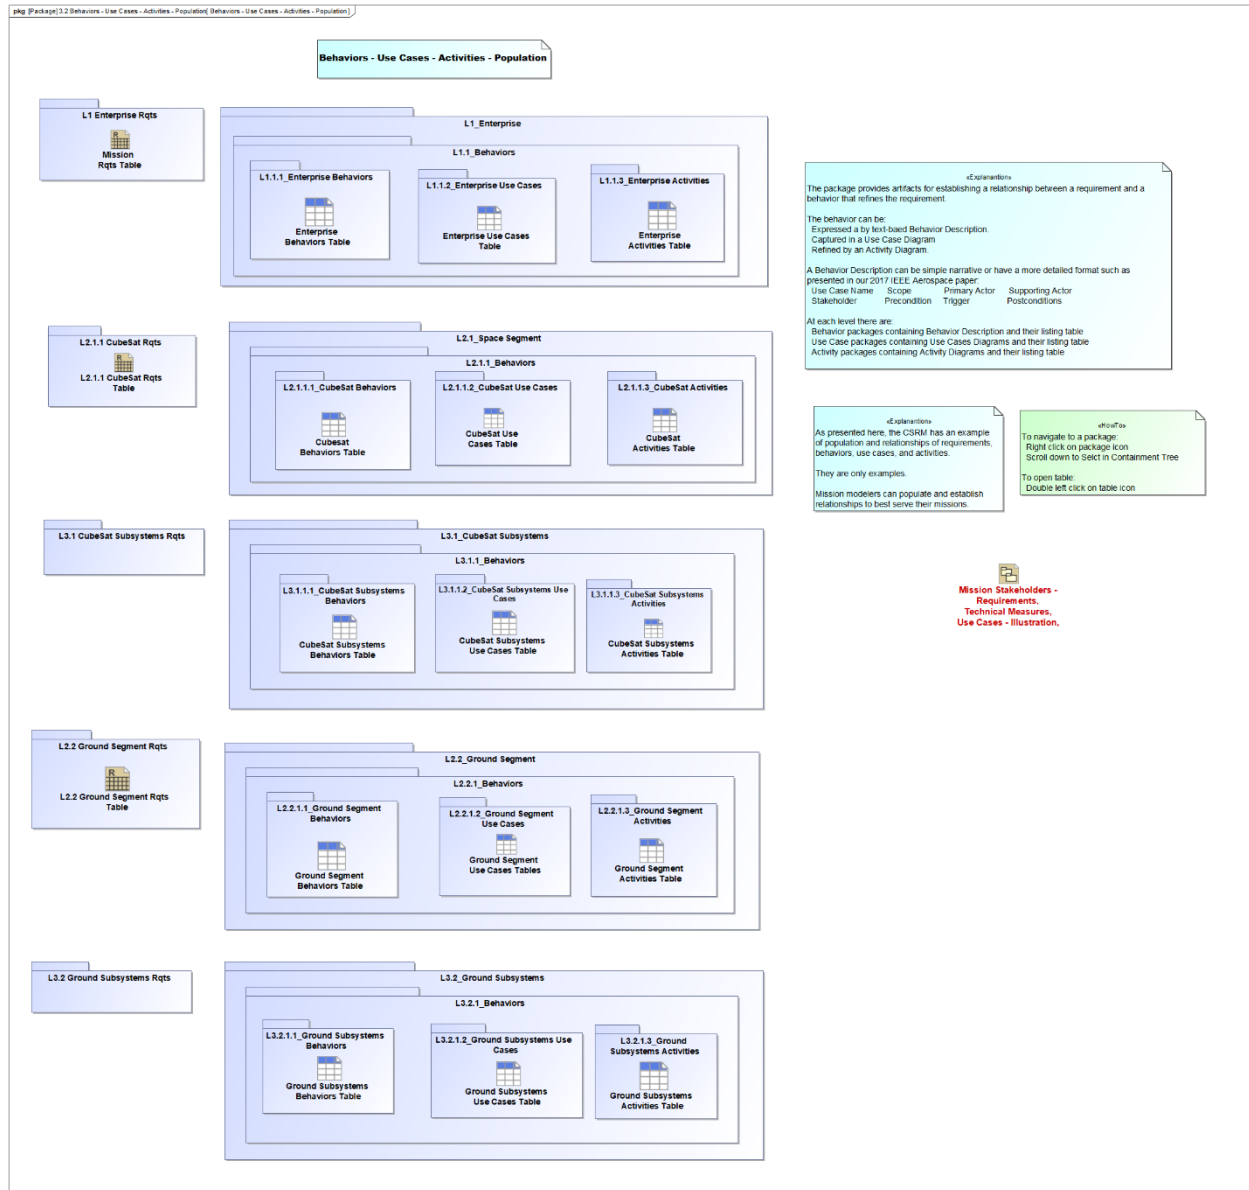 pkg [Package] 3.2 Behaviors - Use Cases - Activities - Population[ Behaviors - Use Cases - Activities - Population]
Behaviors - Use Cases - Activities - Population
L1 Enterprise Rqts
Mission
Rqts Table
L1_Enterprise
L1.1_Behaviors
L1.1.1_Enterprise Behaviors
Enterprise
Behaviors Table
L1.1.2_Enterprise Use Cases
Enterprise Use Cases
Table
L1.1.3_Enterprise Activities
Enterprise
Activities Table
«Explanantion»
The package provides artifacts for establishing a relationship between a requirement and a
behavior that refines the requirement.
The behavior can be:
Expressed a by text-baed Behavior Description.
Captured in a Use Case Diagram
Refined by an Activity Diagram.
A Behavior Description can be simple narrative or have a more detailed format such as
presented in our 2017 IEEE Aerospace paper:
Use Case Name Scope Primary Actor Supporting Actor
Stakeholder Precondition Trigger Postconditions
At each level there are:
Behavior packages containing Behavior Description and their listing table
Use Case packages containing Use Cases Diagrams and their listing table
Activity packages containing Activity Diagrams and their listing table
L2.1.1 CubeSat Rqts
L2.1.1 CubeSat Rqts
Table
L2.1_Space Segment
L2.1.1_Behaviors
L2.1.1.1_CubeSat Behaviors
Cubesat
Behaviors Table
L2.1.1.2_CubeSat Use Cases
CubeSat Use
Cases Table
L2.1.1.3_CubeSat Activities
CubeSat
Activities Table
«Explanantion»
As presented here, the CSRM has an example
of population and relationships of requirements,
behaviors, use cases, and activities.
They are only examples.
Mission modelers can populate and establish
relationships to best serve their missions.
«HowTo»
To navigate to a package:
Right click on package icon
Scroll down to Selct in Containment Tree
To open table:
Double left click on table icon
L3.1 CubeSat Subsystems Rqts
L3.1_CubeSat Subsystems
L3.1.1_Behaviors
L3.1.1.1_CubeSat Subsystems
Behaviors
CubeSat Subsystems
Behaviors Table
L3.1.1.2_CubeSat Subsystems Use
Cases
CubeSat Subsystems
Use Cases Table
L3.1.1.3_CubeSat Subsystems
Activities
CubeSat Subsystems
Activities Table
Mission Stakeholders -
Requirements,
Technical Measures,
Use Cases - Illustration,
L2.2 Ground Segment Rqts
L2.2 Ground Segment Rqts
Table
L2.2_Ground Segment
L2.2.1_Behaviors
L2.2.1.1_Ground Segment
Behaviors
Ground Segment
Behaviors Table
L2.2.1.2_Ground Segment
Use Cases
Ground Segment
Use Cases Tables
L2.2.1.3_Ground Segment
Activities
Ground Segment
Activities Table
L3.2 Ground Subsystems Rqts
L3.2_Ground Subsystems
L3.2.1_Behaviors
L3.2.1.1_Ground Subsystems
Behaviors
Ground Subsystems
Behaviors Table
L3.2.1.2_Ground Subsystems Use
Cases
Ground Subsystems
Use Cases Table
L3.2.1.3_Ground
Subsystems Activities
Ground Subsystems
Activities Table